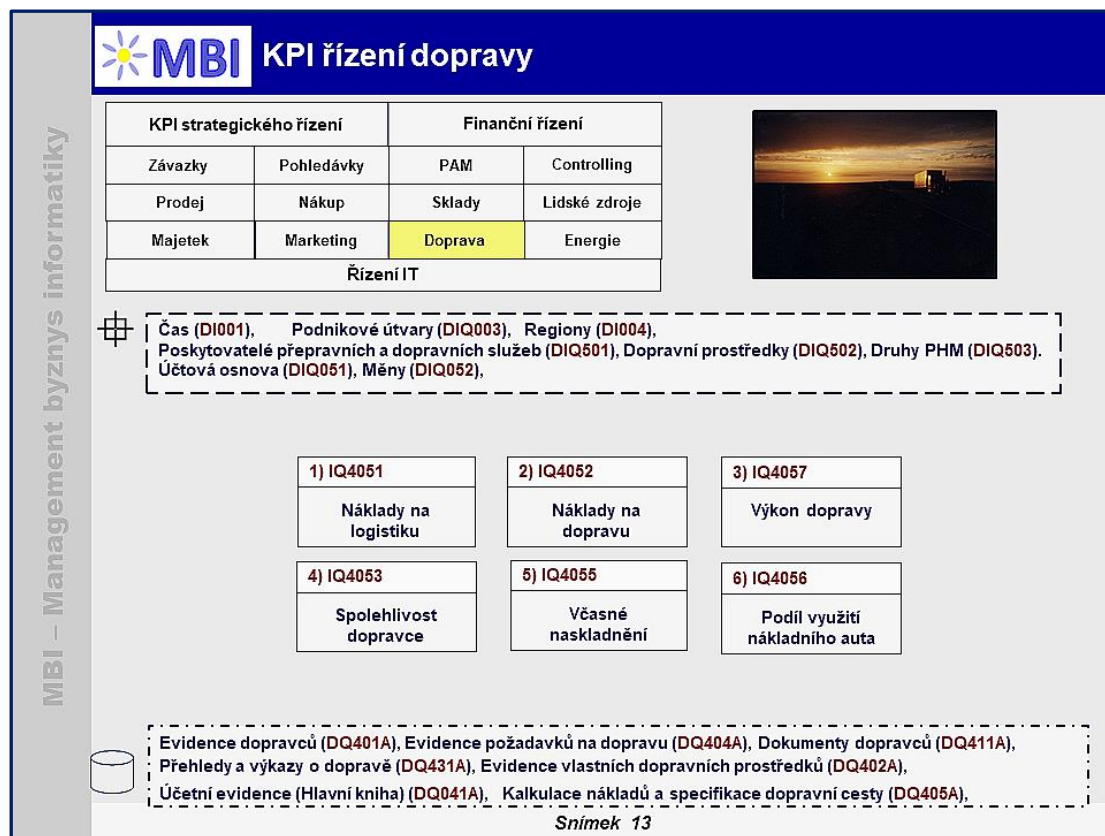 MBI KPI řízení dopravy
MBI – Management byznys informatiky
KPI strategického řízení Finanční řízení
Závazky Pohledávky PAM Controlling
Prodej Nákup Sklady Lidské zdroje
Majetek Marketing Doprava Energie
Řízení IT
Čas (DI001), Podnikové útvary (DIQ003), Regiony (DI004),
Poskytovatelé přepravních a dopravních služeb (DIQ501), Dopravní prostředky (DIQ502), Druhy PHM (DIQ503).
Účtová osnova (DIQ051), Měny (DIQ052),
1) IQ4051
Náklady na
logistiku
2) IQ4052
Náklady na
dopravu
3) IQ4057
Výkon dopravy
4) IQ4053
Spolehlivost
dopravce
5) IQ4055
Včasné
naskladnění
6) IQ4056
Podíl využití
nákladního auta
Evidence dopravců (DQ401A), Evidence požadavků na dopravu (DQ404A), Dokumenty dopravců (DQ411A),
Přehledy a výkazy o dopravě (DQ431A), Evidence vlastních dopravních prostředků (DQ402A),
Účetní evidence (Hlavní kniha) (DQ041A), Kalkulace nákladů a specifikace dopravní cesty (DQ405A),
Snímek 13